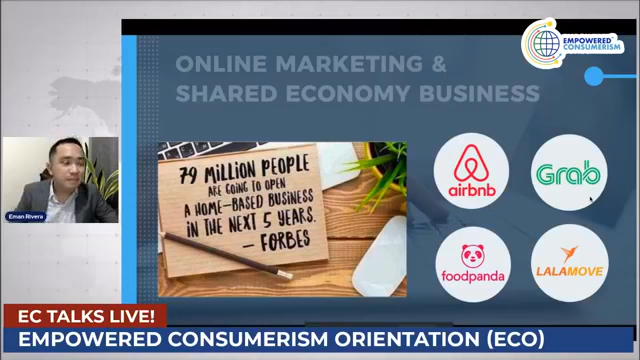 EMPOWERED
CONSUMERISM
ONLINE MARKETING &
SHARED ECONOMY BUSINESS
79 MILLION PEOPLE
ARE GOING TO OPEN
A HOME-BASED BUSINESS
IN THE NEXT 5 YEARS.
- FORBES
airbnb
Grab
foodpanda
LALAMOVE
Eman Rivera
EC TALKS LIVE!
EMPOWERED CONSUMERISM ORIENTATION (ECO)